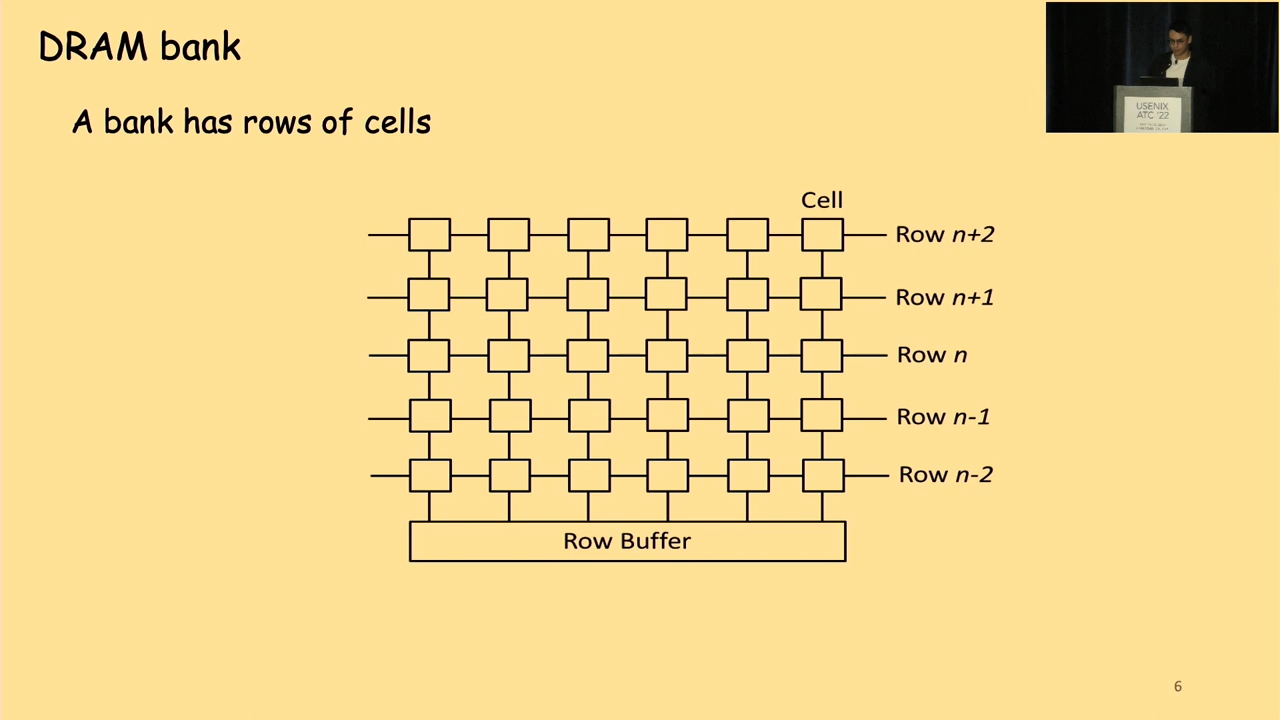 DRAM bank
A bank has rows of cells
USENIX
ATC '22
Cell
Row n+2
Row n+1
Row n
Row n-1
Row n-2
Row Buffer
6